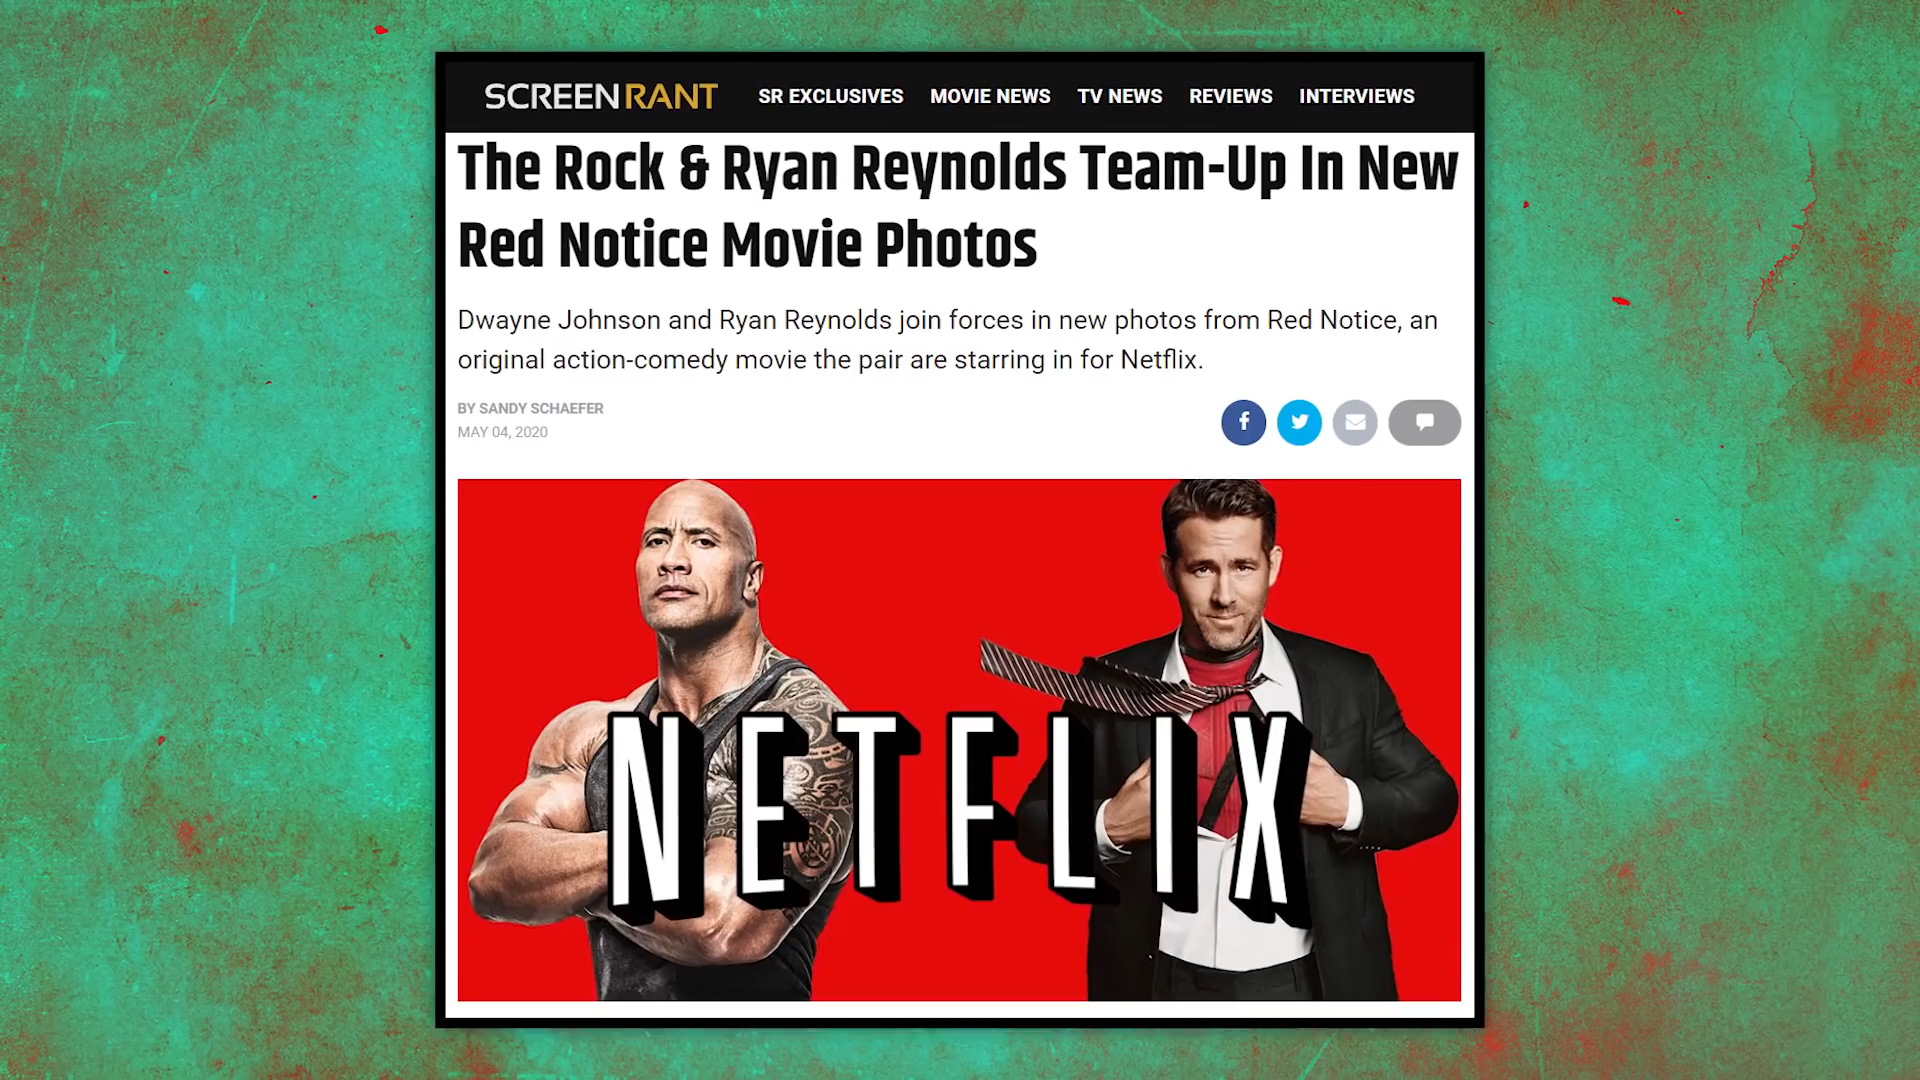 SCREENRANT SR EXCLUSIVES MOVIE NEWS TV NEWS REVIEWS INTERVIEWS
The Rock & Ryan Reynolds Team-Up In New
Red Notice Movie Photos
Dwayne Johnson and Ryan Reynolds join forces in new photos from Red Notice, an
original action-comedy movie the pair are starring in for Netflix.
BY SANDY SCHAEFER
MAY 04, 2020
NETFLIX